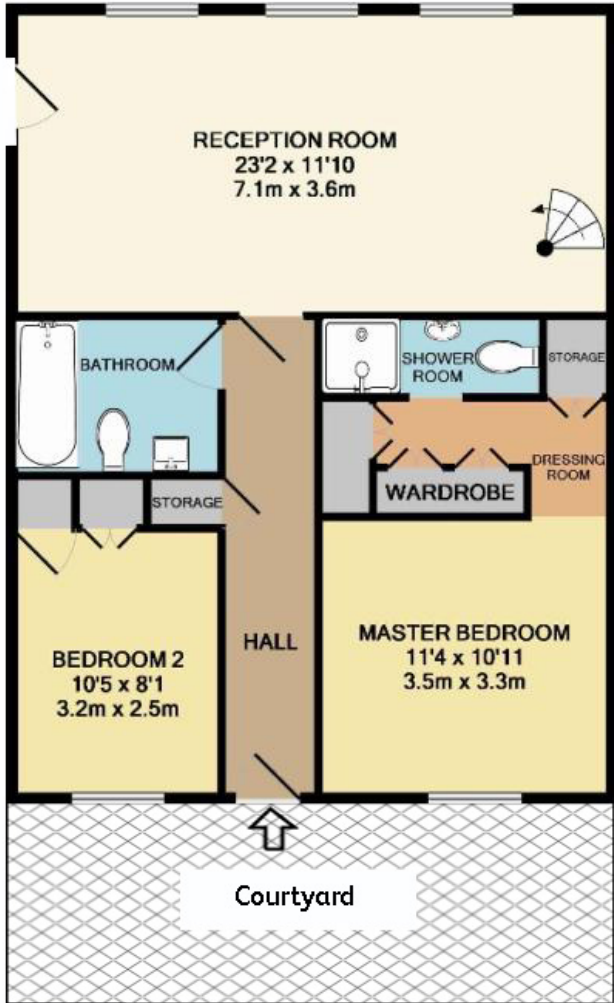 RECEPTION ROOM
23'2 x 11'10
7.1m x 3.6m
BATHROOM
SHOWER
ROOM
STORAGE
DRESSING
ROOM
STORAGE
WARDROBE
HALL
BEDROOM 2
10'5 x 8'1
3.2m x 2.5m
MASTER BEDROOM
11'4 x 10'11
3.5m x 3.3m
Courtyard